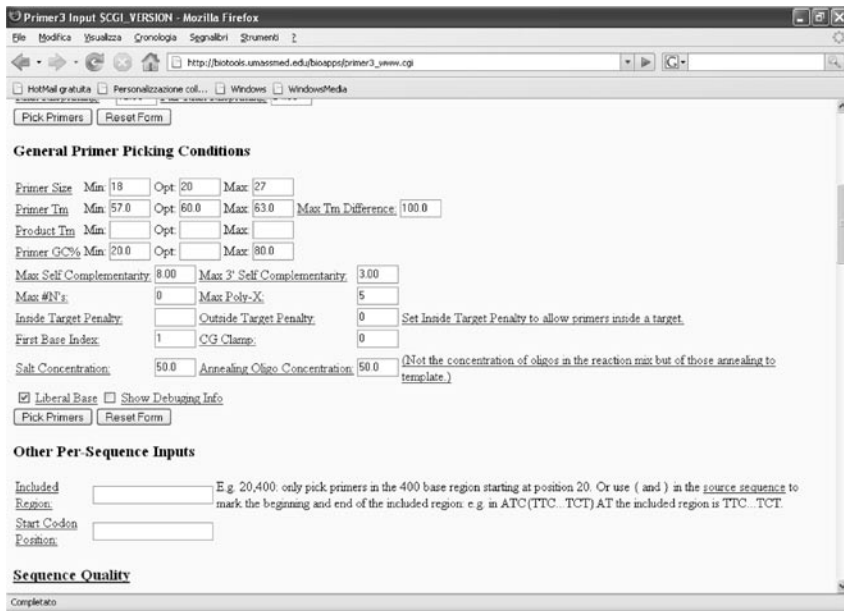 Primer3 Input SCGI_VERSION - Mozilla Firefox
File Modifica Visualizza Cronologia Segnalibri Strumenti ?
http://biotools.umassmed.edu/bioapps/primer3_www.cgi
G
HotMail gratuita Personalizzazione coll... Windows WindowsMedia
Pick Primers Reset Form
General Primer Picking Conditions
Primer Size Min: 18 Opt: 20 Max: 27
Primer Tm Min: 57.0 Opt: 60.0 Max: 63.0 Max Tm Difference: 100.0
Product Tm Min: Opt: Max:
Primer GC% Min: 20.0 Opt: Max: 80.0
Max Self Complementarity: 8.00 Max 3' Self Complementarity: 3.00
Max #N's: 0 Max Poly-X: 5
Inside Target Penalty: Outside Target Penalty: 0 Set Inside Target Penalty to allow primers inside a target.
First Base Index: 1 CG Clamp: 0
Salt Concentration: 50.0 Annealing Oligo Concentration: 50.0 (Not the concentration of oligos in the reaction mix but of those annealing to
template.)
Liberal Base Show Debuging Info
Pick Primers Reset Form
Other Per-Sequence Inputs
Included
Region:
E.g. 20,400: only pick primers in the 400 base region starting at position 20. Or use ( and ) in the source sequence to
mark the beginning and end of the included region: e.g. in ATC(TTC...TCT)AT the included region is TTC...TCT.
Start Codon
Position:
Sequence Quality
Completato